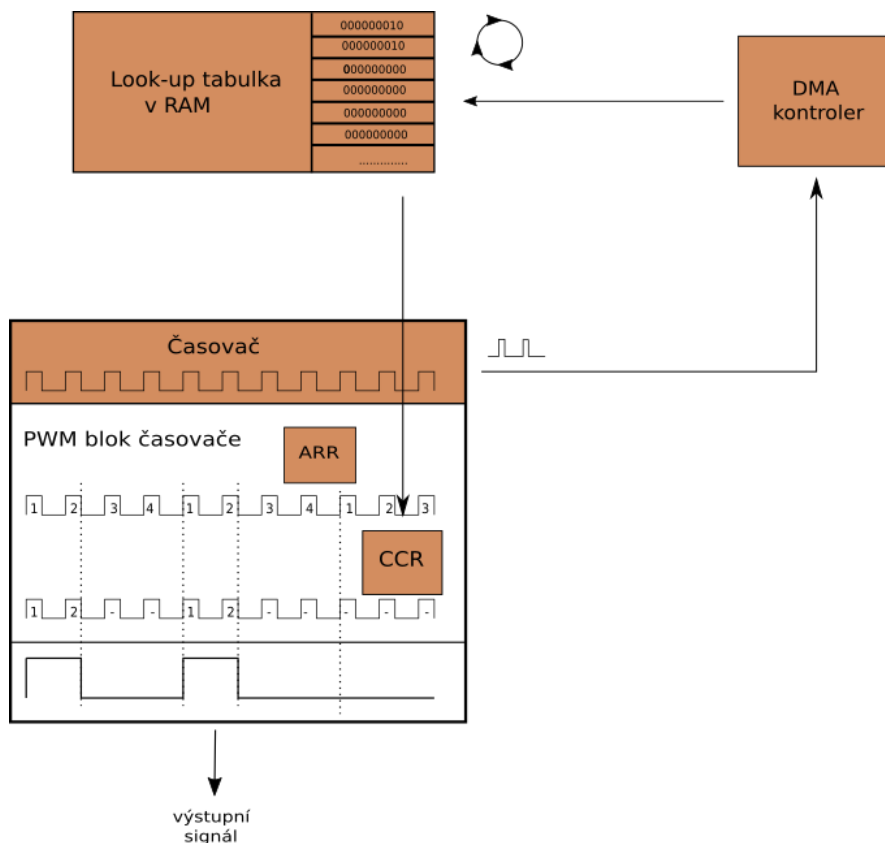 000000010
000000010
Look-up tabulka
v RAM
000000000
000000000
000000000
000000000
..............
DMA
kontroler
Časovač
PWM blok časovače
ARR
1 2 3 4 1 2 3 4 1 2 3
CCR
1 2 - - 1 2 - - - - -
výstupní
signál